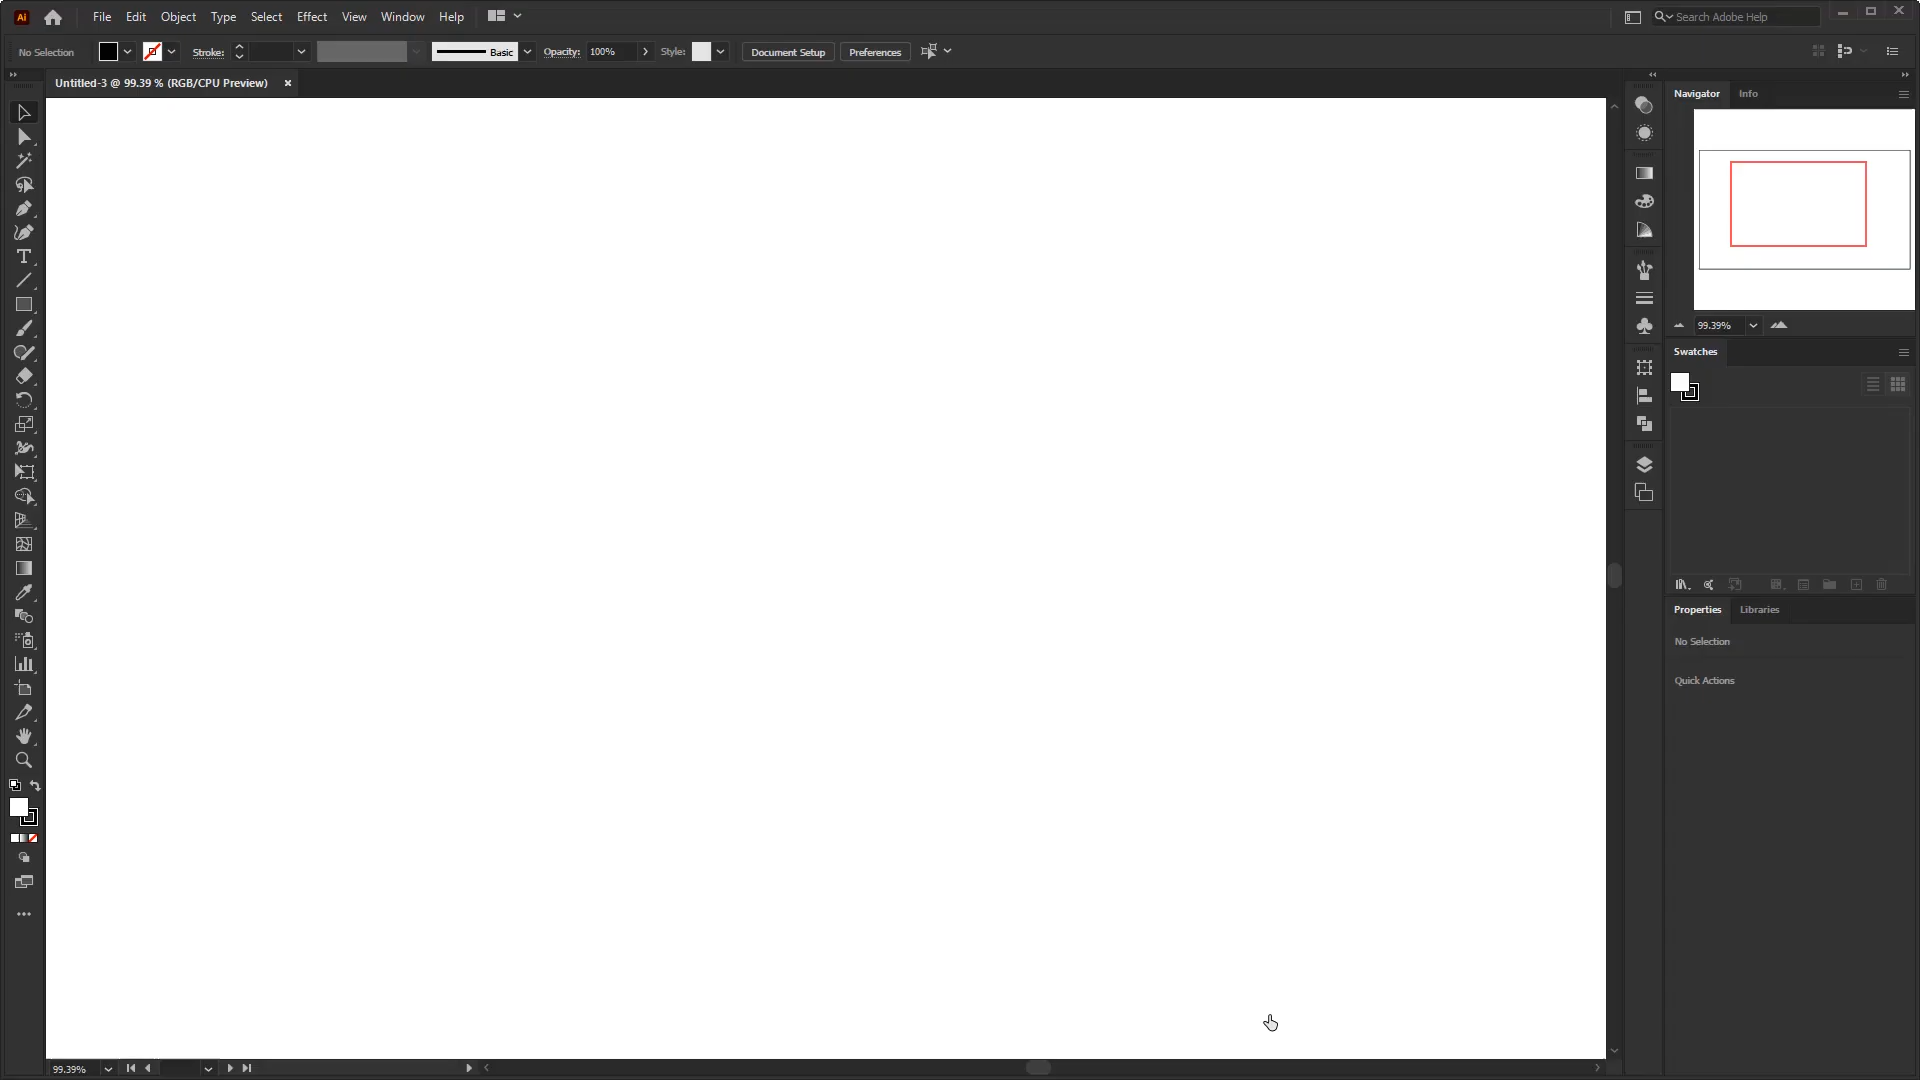 Ai File Edit Object Type Select Effect View Window Help Search Adobe Help
No Selection Stroke: Basic Opacity: 100% Style: Document Setup Preferences
Untitled-3 @ 99.39 % (RGB/CPU Preview)
Navigator Info
99.39%
Swatches
Properties Libraries
No Selection
Quick Actions
99.39%